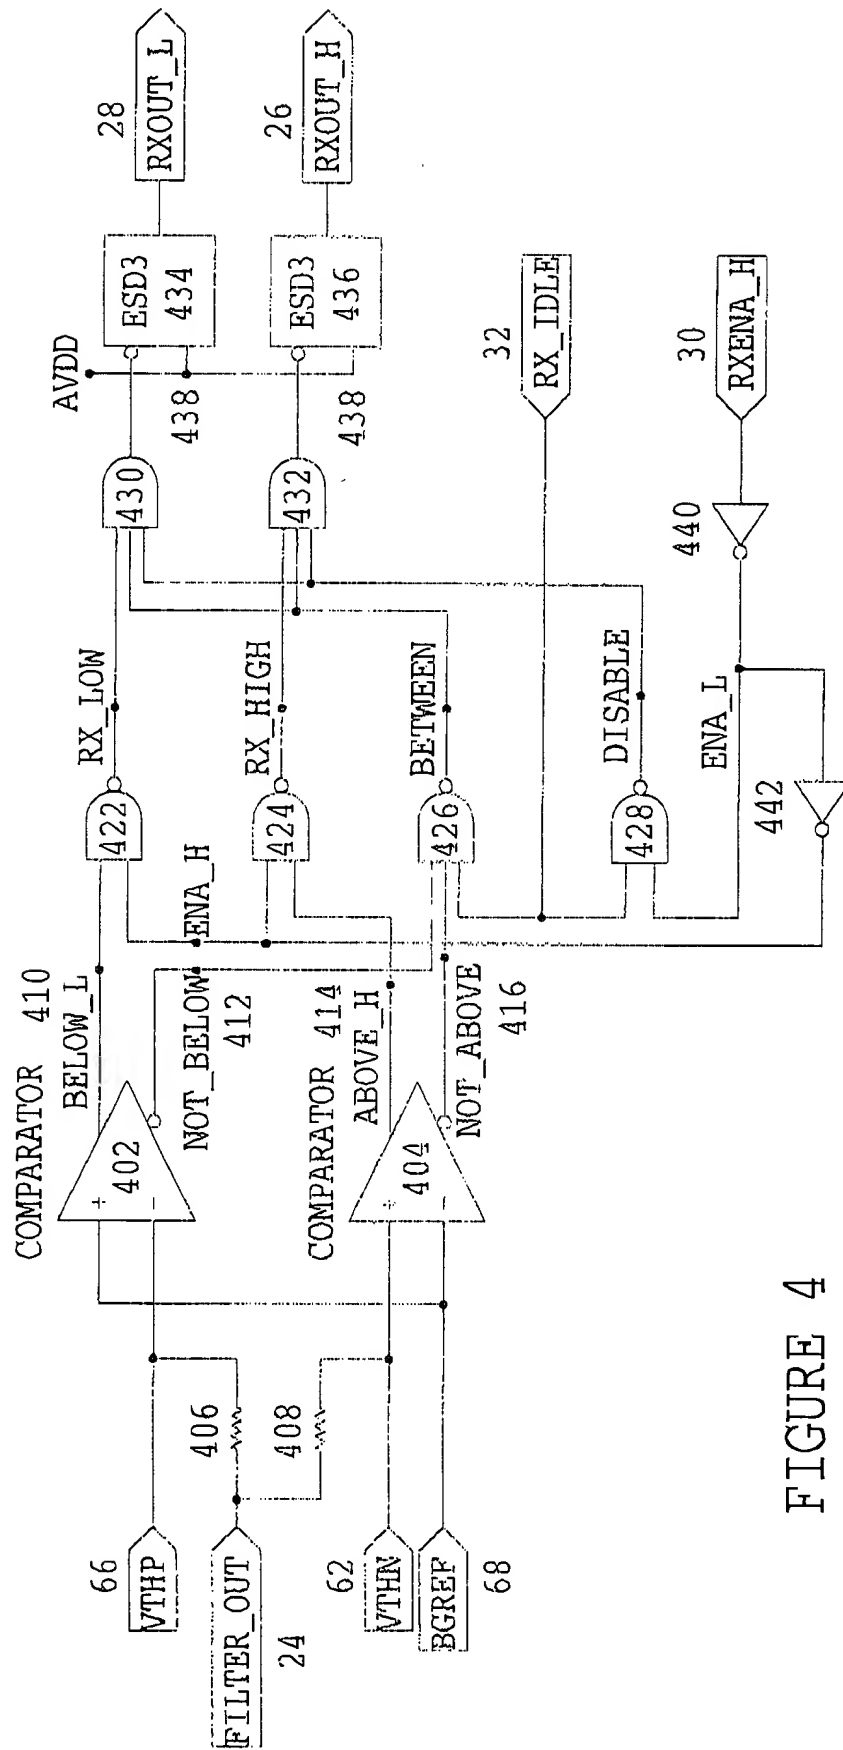 28
RXOUT_L
26
RXOUT_H
AVDD
ESD3
434
ESD3
436
438
438
32
RX_IDLE
30
RXENA_H
430
432
440
RX_LOW
RX_HIGH
BETWEEN
DISABLE
ENA_L
422
424
426
428
442
ENA_H
COMPARATOR 410
BELOW_L
NOT_BELOW
412
COMPARATOR 414
ABOVE_H
NOT_ABOVE
416
+
402
−
+
404
−
406
408
66
VTHP
FILTER_OUT
24
62
VTHN
BGREF
68
FIGURE 4